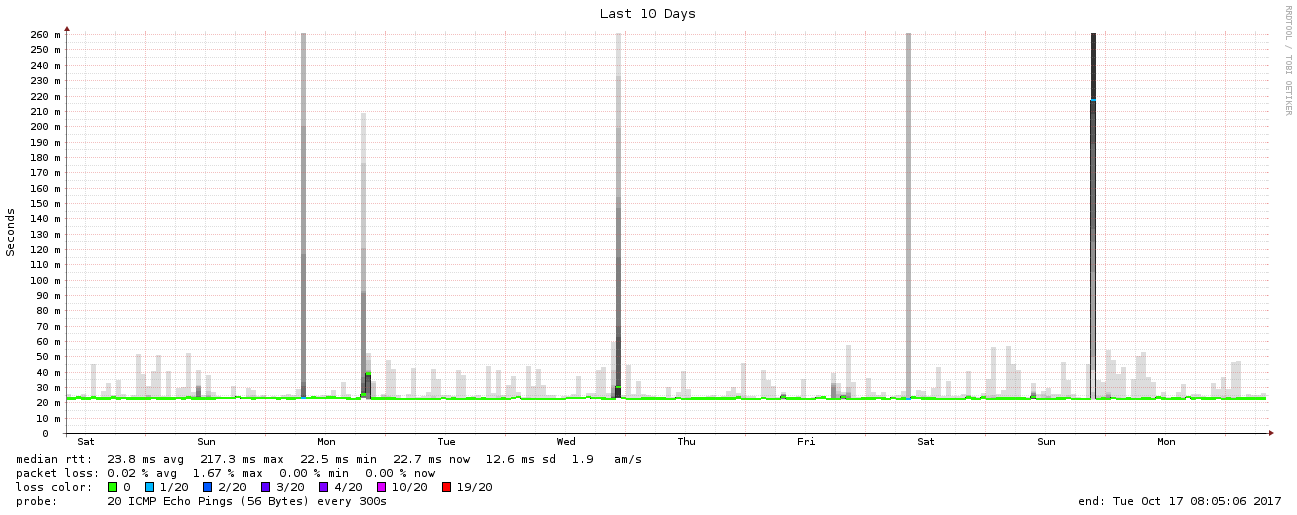 Last 10 Days
RRDTOOL / TOBI OETIKER
Seconds
260 m
250 m
240 m
230 m
220 m
210 m
200 m
190 m
180 m
170 m
160 m
150 m
140 m
130 m
120 m
110 m
100 m
90 m
80 m
70 m
60 m
50 m
40 m
30 m
20 m
10 m
0
Sat Sun Mon Tue Wed Thu Fri Sat Sun Mon
median rtt: 23.8 ms avg 217.3 ms max 22.5 ms min 22.7 ms now 12.6 ms sd 1.9 am/s
packet loss: 0.02 % avg 1.67 % max 0.00 % min 0.00 % now
loss color: 0 1/20 2/20 3/20 4/20 10/20 19/20
probe: 20 ICMP Echo Pings (56 Bytes) every 300s end: Tue Oct 17 08:05:06 2017